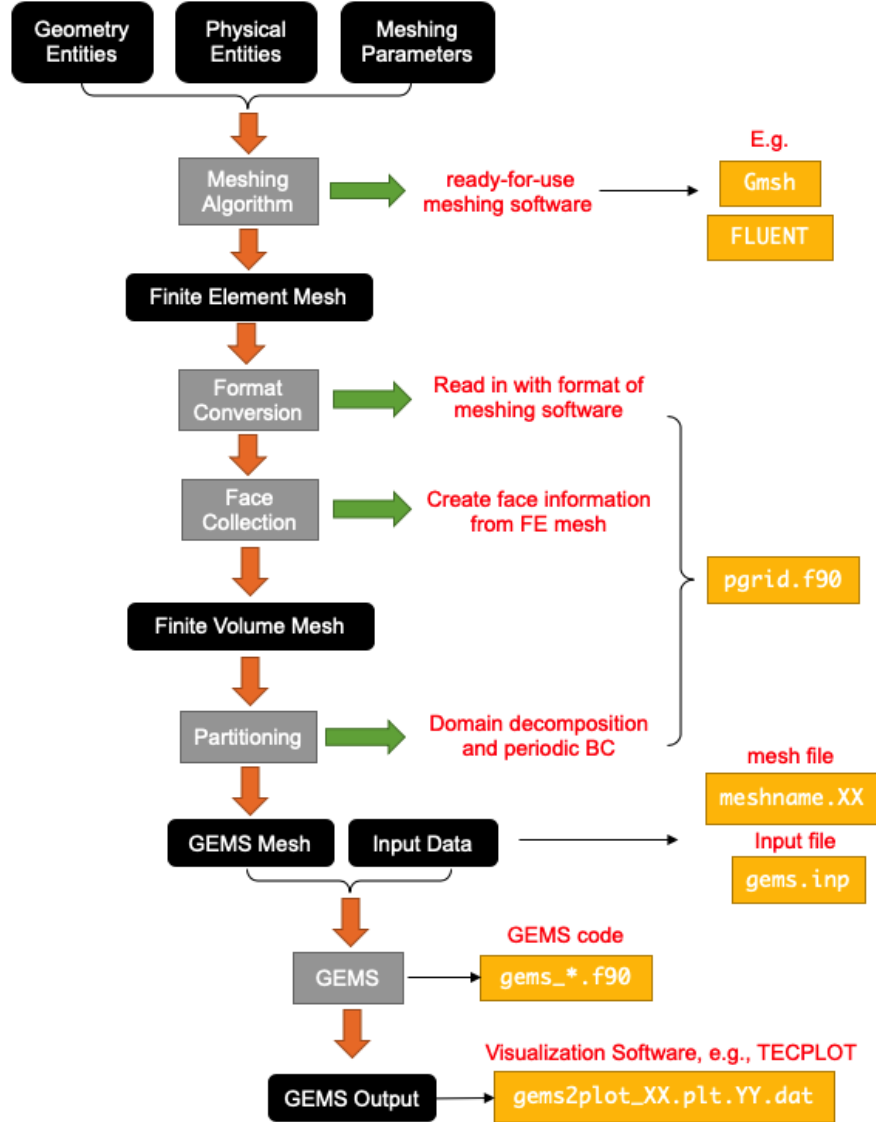 Geometry
Entities
Physical
Entities
Meshing
Parameters
E.g.
Meshing
Algorithm
ready-for-use
meshing software
Gmsh
FLUENT
Finite Element Mesh
Format
Conversion
Read in with format of
meshing software
Face
Collection
Create face information
from FE mesh
pgrid.f90
Finite Volume Mesh
Partitioning
Domain decomposition
and periodic BC
mesh file
meshname.XX
GEMS Mesh
Input Data
Input file
gems.inp
GEMS code
GEMS
gems_*.f90
Visualization Software, e.g., TECPLOT
GEMS Output
gems2plot_XX.plt.YY.dat